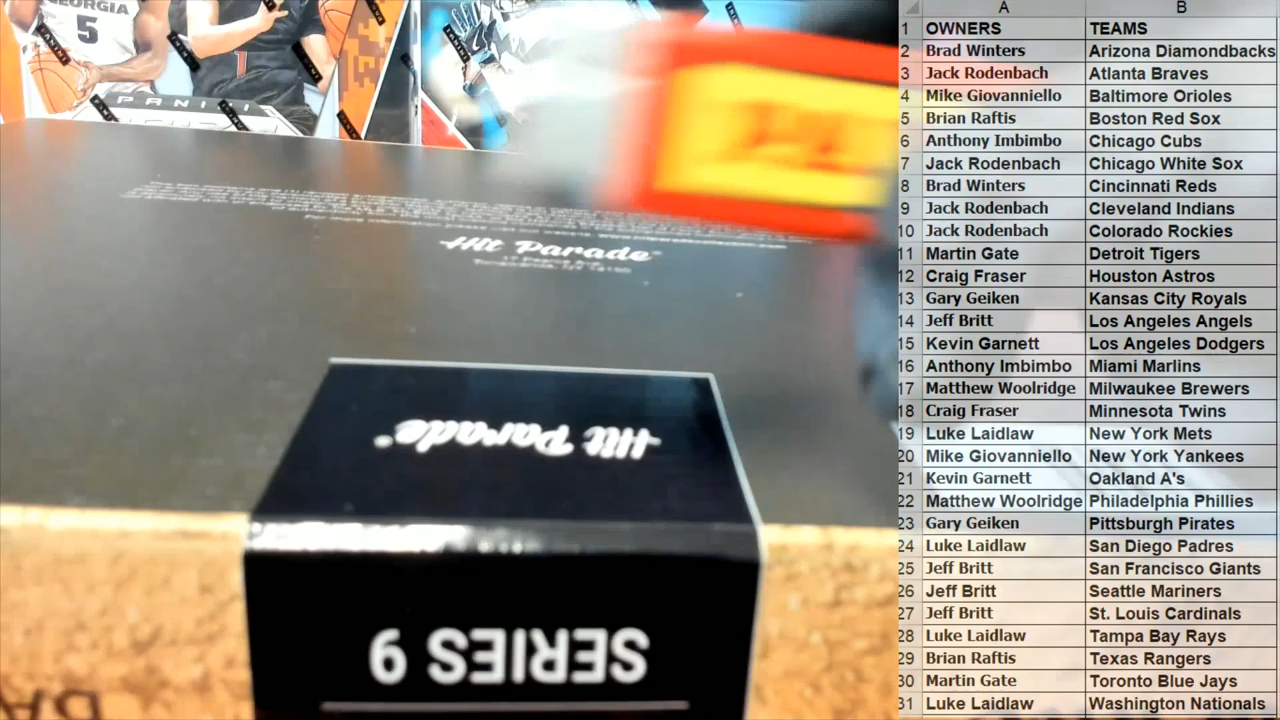 GEORGIA
5
1
PANINI
Hit Parade
Hit Parade
SERIES 6
A B
1 OWNERS TEAMS
2 Brad Winters Arizona Diamondbacks
3 Jack Rodenbach Atlanta Braves
4 Mike Giovanniello Baltimore Orioles
5 Brian Raftis Boston Red Sox
6 Anthony Imbimbo Chicago Cubs
7 Jack Rodenbach Chicago White Sox
8 Brad Winters Cincinnati Reds
9 Jack Rodenbach Cleveland Indians
10 Jack Rodenbach Colorado Rockies
11 Martin Gate Detroit Tigers
12 Craig Fraser Houston Astros
13 Gary Geiken Kansas City Royals
14 Jeff Britt Los Angeles Angels
15 Kevin Garnett Los Angeles Dodgers
16 Anthony Imbimbo Miami Marlins
17 Matthew Woolridge Milwaukee Brewers
18 Craig Fraser Minnesota Twins
19 Luke Laidlaw New York Mets
20 Mike Giovanniello New York Yankees
21 Kevin Garnett Oakland A's
22 Matthew Woolridge Philadelphia Phillies
23 Gary Geiken Pittsburgh Pirates
24 Luke Laidlaw San Diego Padres
25 Jeff Britt San Francisco Giants
26 Jeff Britt Seattle Mariners
27 Jeff Britt St. Louis Cardinals
28 Luke Laidlaw Tampa Bay Rays
29 Brian Raftis Texas Rangers
30 Martin Gate Toronto Blue Jays
31 Luke Laidlaw Washington Nationals